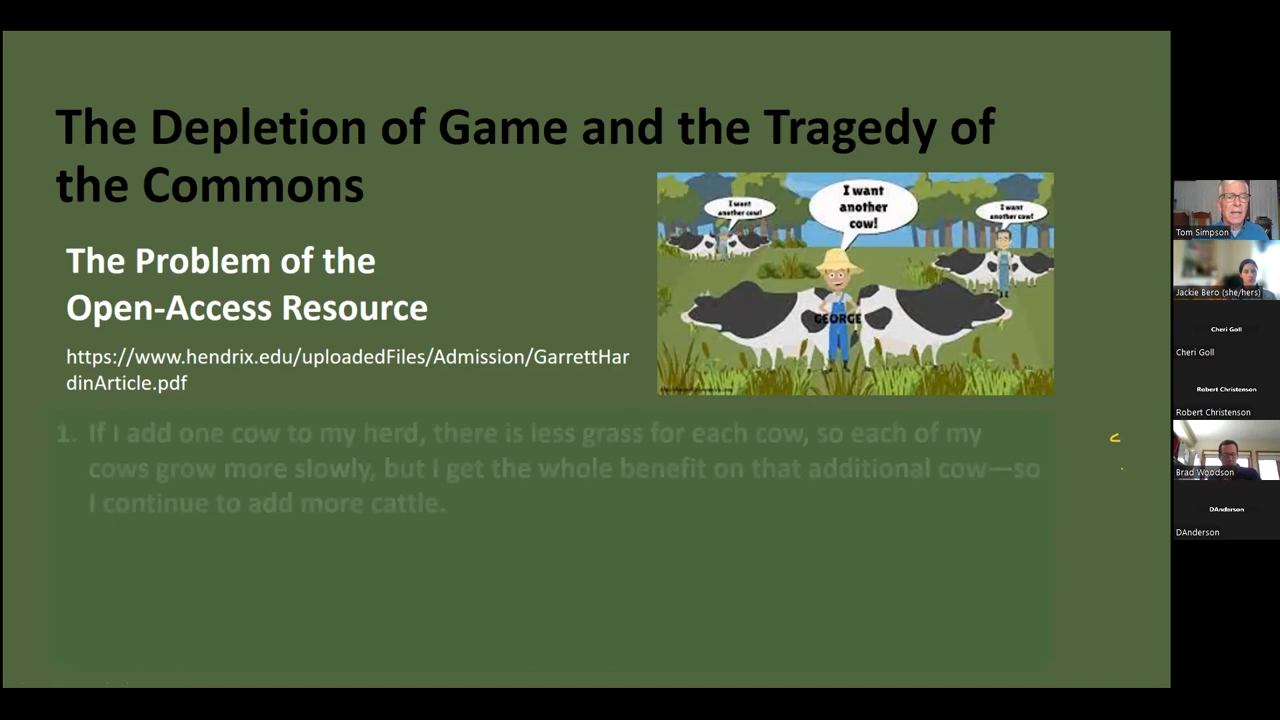 The Depletion of Game and the Tragedy of
the Commons
I want
another
cow!
I want
another cow!
I want
another cow!
GEORGE
The Problem of the
Open-Access Resource
https://www.hendrix.edu/uploadedFiles/Admission/GarrettHar
dinArticle.pdf
1. If I add one cow to my herd, there is less grass for each cow, so each of my
cows grow more slowly, but I get the whole benefit on that additional cow—so
I continue to add more cattle.
Tom Simpson
Jackie Bero (she/hers)
Cheri Goll
Cheri Goll
Robert Christenson
Robert Christenson
Brad Woodson
DAnderson
DAnderson